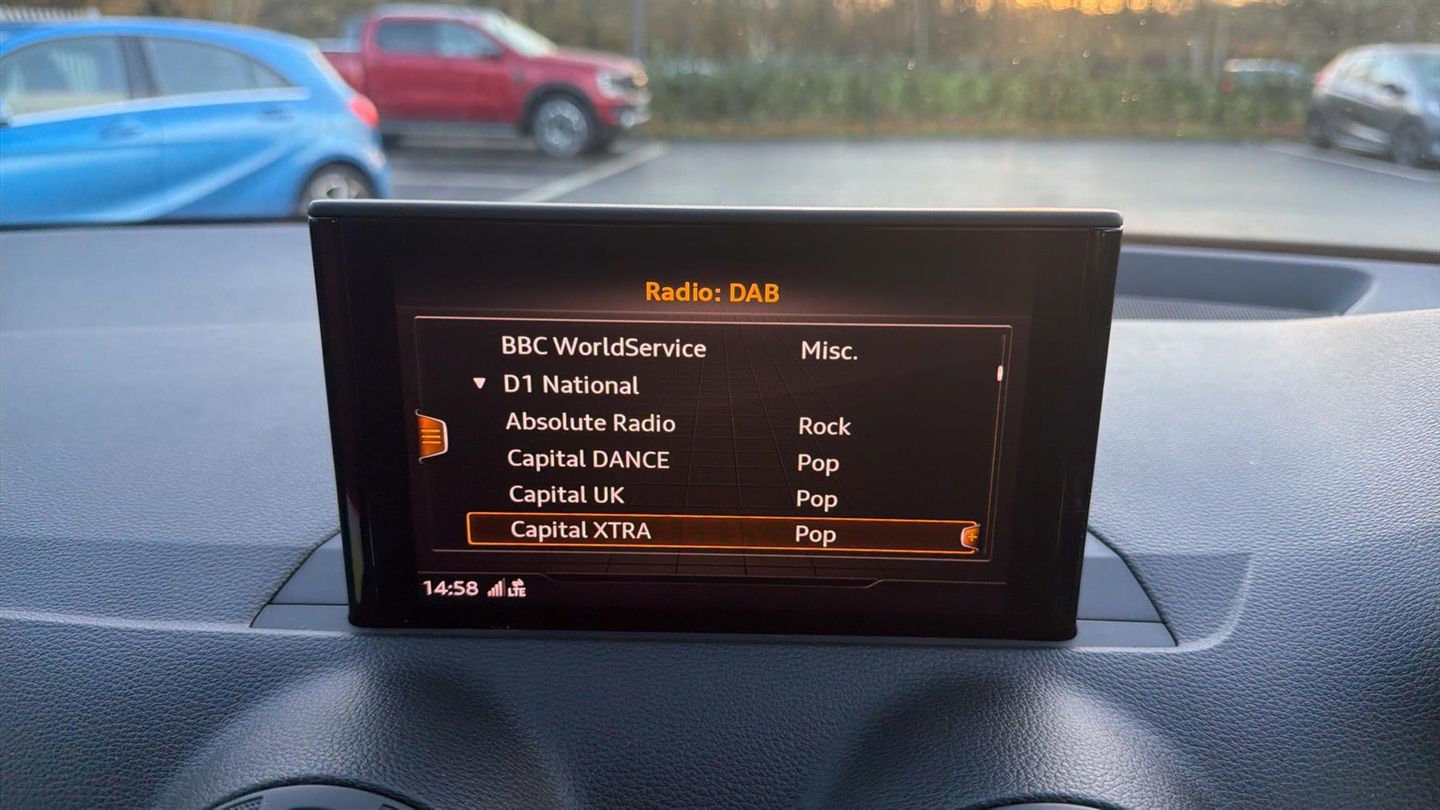 Radio: DAB
BBC WorldService Misc.
D1 National
Absolute Radio Rock
Capital DANCE Pop
Capital UK Pop
Capital XTRA Pop
14:58 LTE